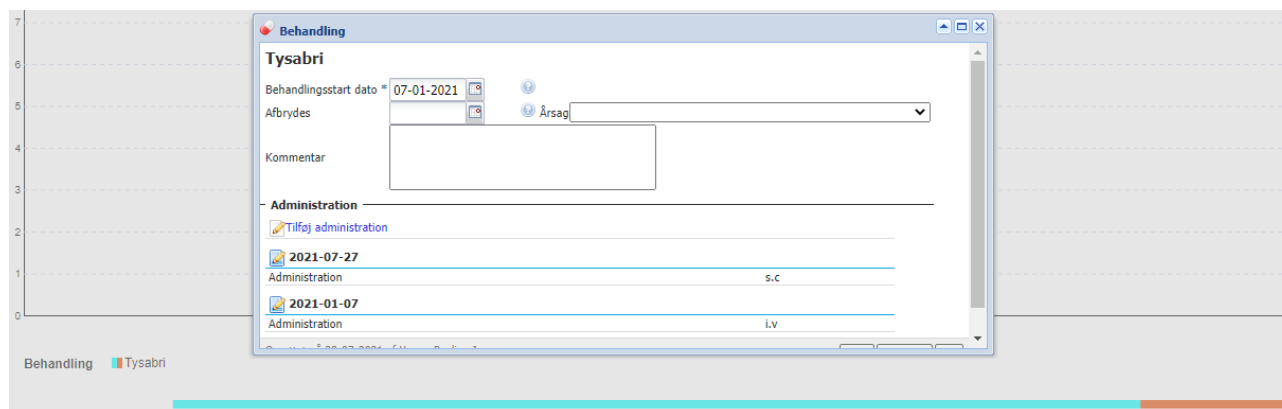 7
6
5
4
3
2
1
0
Behandling
Tysabri
Behandlingsstart dato * 07-01-2021
Afbrydes Årsag
Kommentar
Administration
Tilføj administration
2021-07-27
Administration s.c
2021-01-07
Administration i.v
Behandling Tysabri